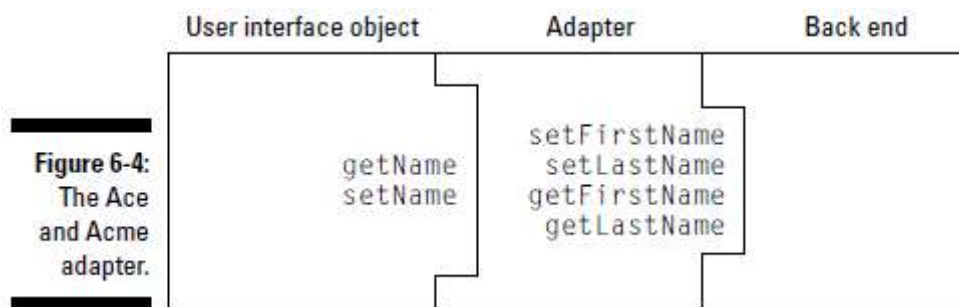 User interface object Adapter Back end
Figure 6-4:
The Ace
and Acme
adapter.
getName
setName
setFirstName
setLastName
getFirstName
getLastName